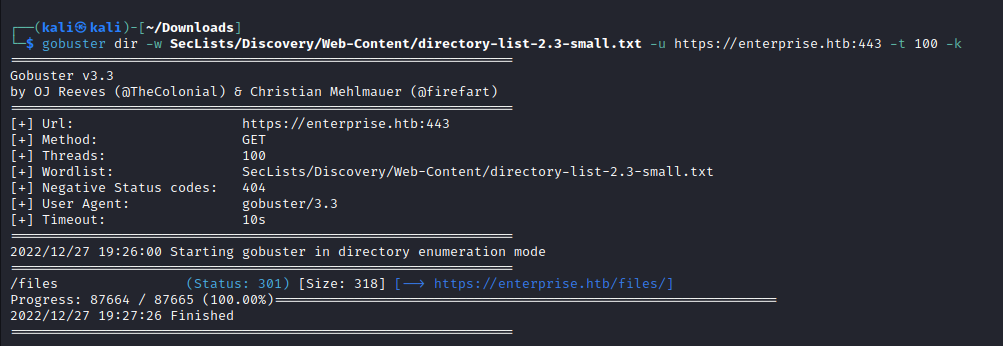 ┌──(kali㉿kali)-[~/Downloads]
└─$ gobuster dir -w SecLists/Discovery/Web-Content/directory-list-2.3-small.txt -u https://enterprise.htb:443 -t 100 -k
===============================================================
Gobuster v3.3
by OJ Reeves (@TheColonial) & Christian Mehlmauer (@firefart)
===============================================================
[+] Url:                     https://enterprise.htb:443
[+] Method:                  GET
[+] Threads:                 100
[+] Wordlist:                SecLists/Discovery/Web-Content/directory-list-2.3-small.txt
[+] Negative Status codes:   404
[+] User Agent:              gobuster/3.3
[+] Timeout:                 10s
===============================================================
2022/12/27 19:26:00 Starting gobuster in directory enumeration mode
===============================================================
/files                (Status: 301) [Size: 318] [--> https://enterprise.htb/files/]
Progress: 87664 / 87665 (100.00%)===============================================================
2022/12/27 19:27:26 Finished
===============================================================